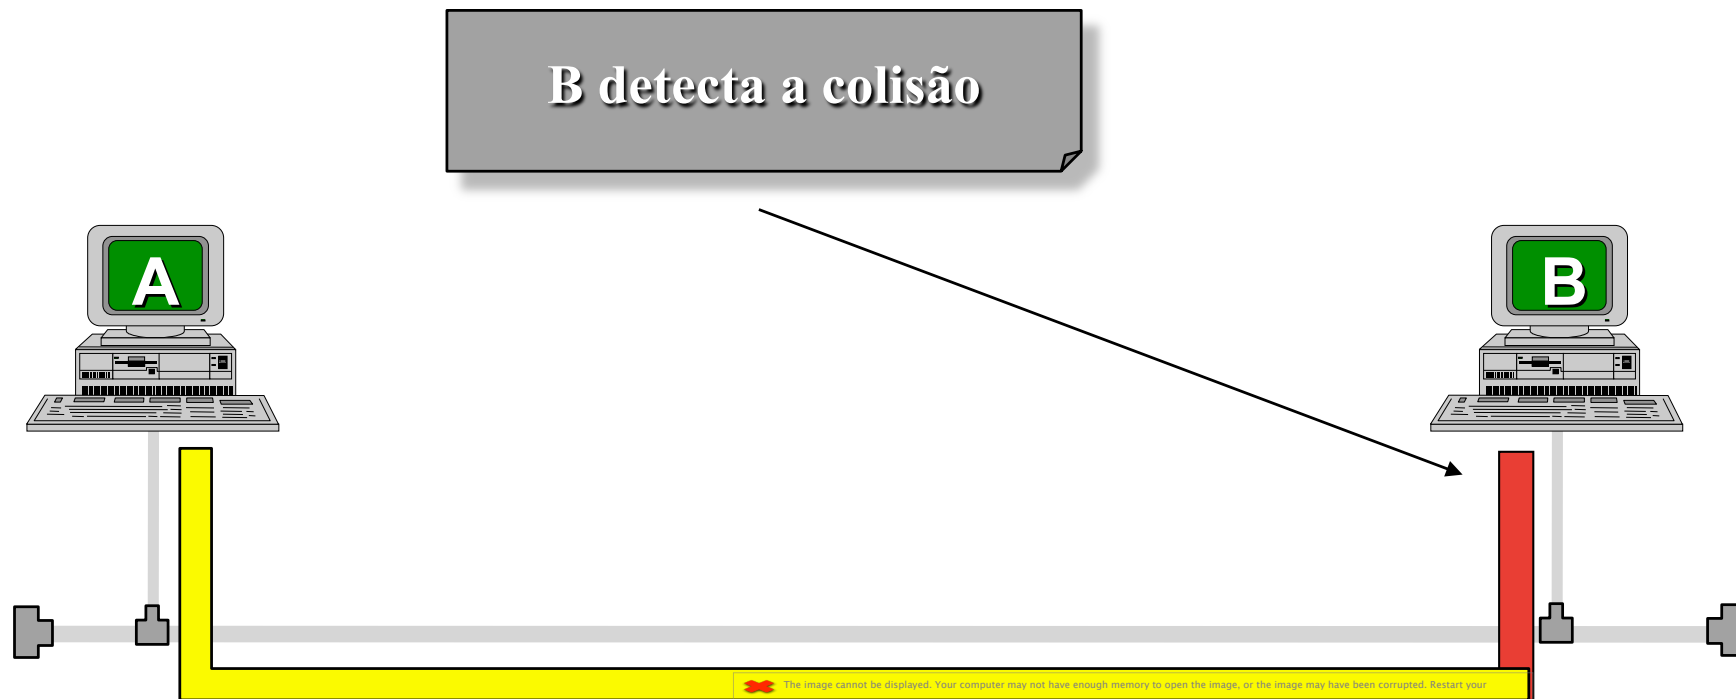 B detecta a colisão
A
B
The image cannot be displayed. Your computer may not have enough memory to open the image, or the image may have been corrupted. Restart your